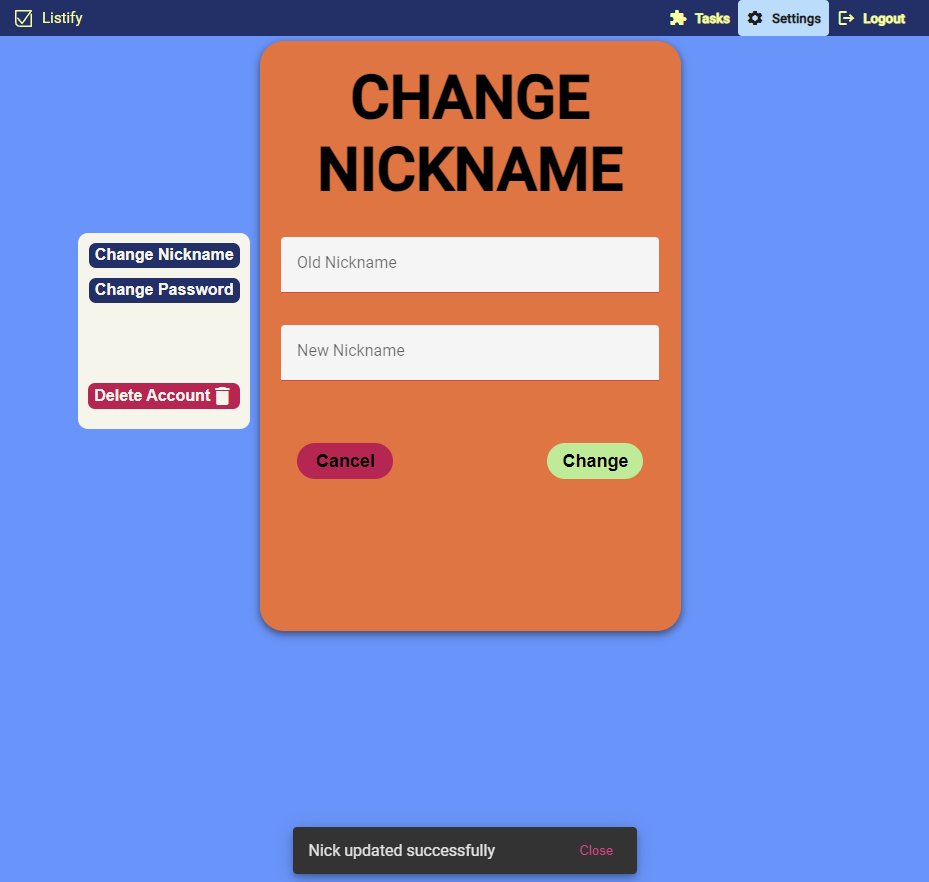 Listify
Tasks
Settings
Logout
CHANGE
NICKNAME
Change Nickname
Change Password
Delete Account
Old Nickname
New Nickname
Cancel
Change
Nick updated successfully
Close